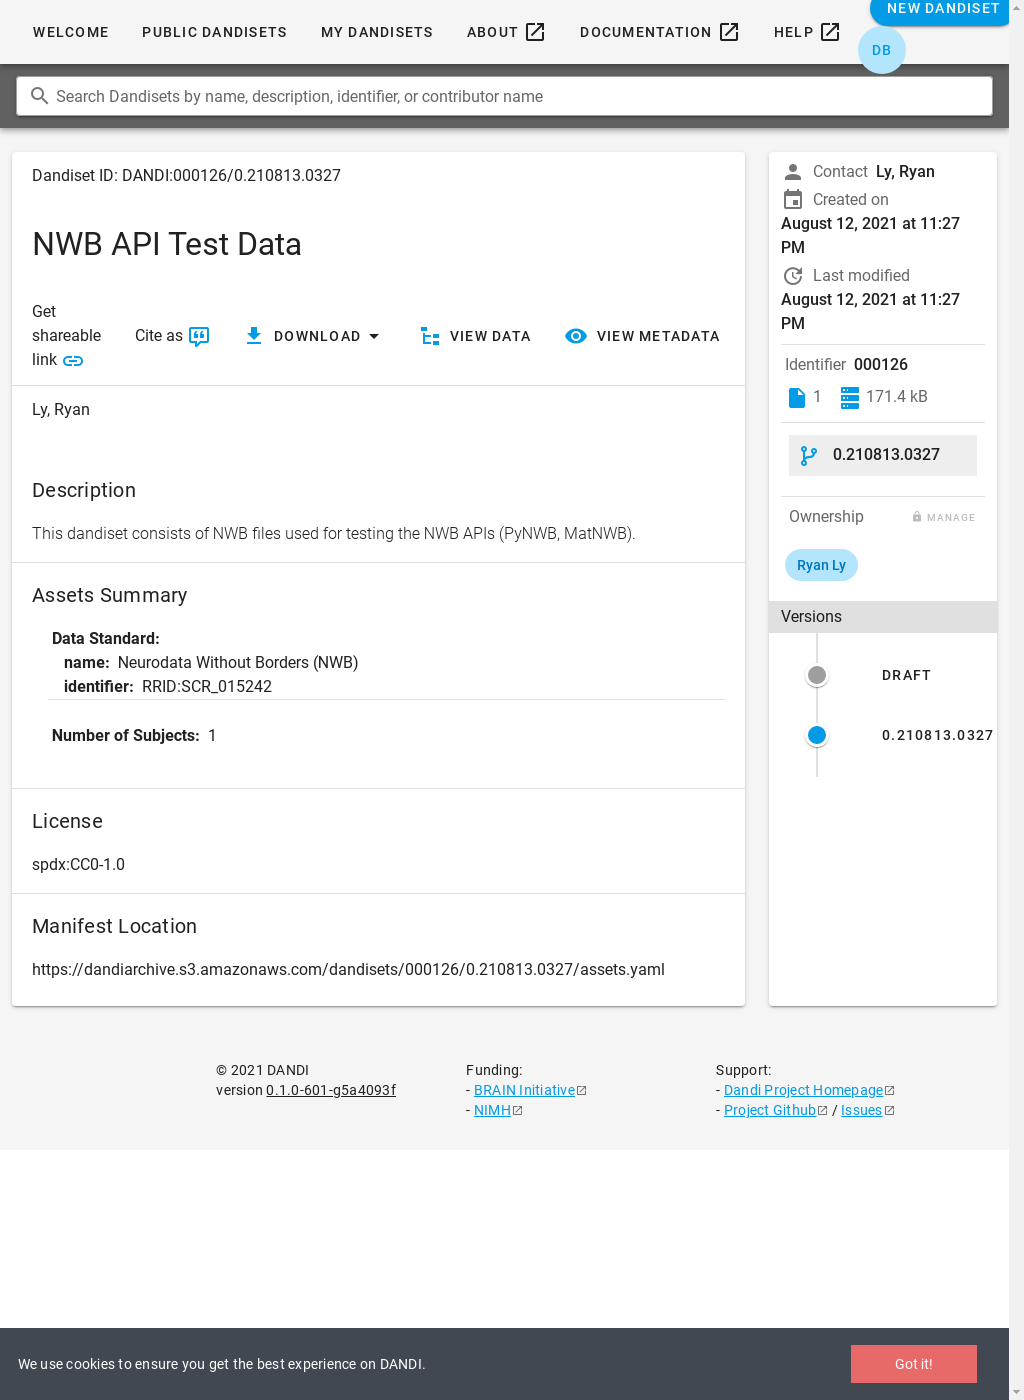 WELCOME PUBLIC DANDISETS MY DANDISETS ABOUT DOCUMENTATION HELP NEW DANDISET
DB
Search Dandisets by name, description, identifier, or contributor name
Dandiset ID: DANDI:000126/0.210813.0327
NWB API Test Data
Get
shareable
link
Cite as DOWNLOAD VIEW DATA VIEW METADATA
Ly, Ryan
Description
This dandiset consists of NWB files used for testing the NWB APIs (PyNWB, MatNWB).
Assets Summary
Data Standard:
name: Neurodata Without Borders (NWB)
identifier: RRID:SCR_015242
Number of Subjects: 1
License
spdx:CC0-1.0
Manifest Location
https://dandiarchive.s3.amazonaws.com/dandisets/000126/0.210813.0327/assets.yaml
Contact Ly, Ryan
Created on
August 12, 2021 at 11:27
PM
Last modified
August 12, 2021 at 11:27
PM
Identifier 000126
1 171.4 kB
0.210813.0327
Ownership MANAGE
Ryan Ly
Versions
DRAFT
0.210813.0327
© 2021 DANDI
version 0.1.0-601-g5a4093f
Funding:
- BRAIN Initiative
- NIMH
Support:
- Dandi Project Homepage
- Project Github / Issues
We use cookies to ensure you get the best experience on DANDI.
Got it!